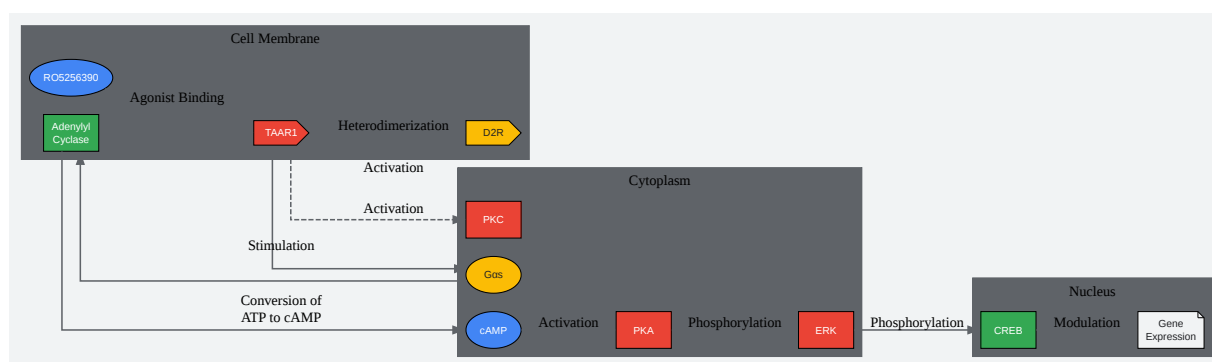 Cell Membrane
RO5256390
Agonist Binding
Adenylyl
Cyclase
TAAR1
Heterodimerization
D2R
Activation
Cytoplasm
Activation
PKC
Stimulation
Gαs
Conversion of
ATP to cAMP
cAMP
Activation
PKA
Phosphorylation
ERK
Phosphorylation
Nucleus
CREB
Modulation
Gene
Expression